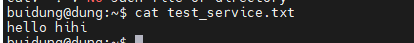 buidung@dung:~$ cat test_service.txt
hello hihi
buidung@dung:~$